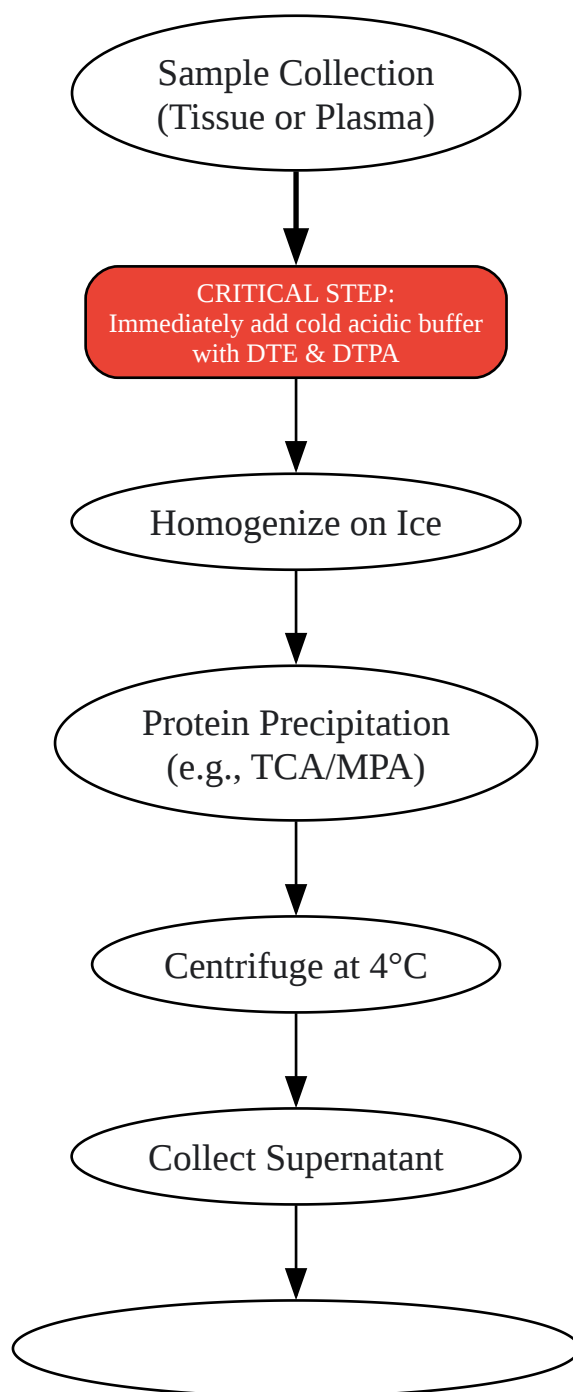 Sample Collection
(Tissue or Plasma)
CRITICAL STEP:
Immediately add cold acidic buffer
with DTE & DTPA
Homogenize on Ice
Protein Precipitation
(e.g., TCA/MPA)
Centrifuge at 4°C
Collect Supernatant